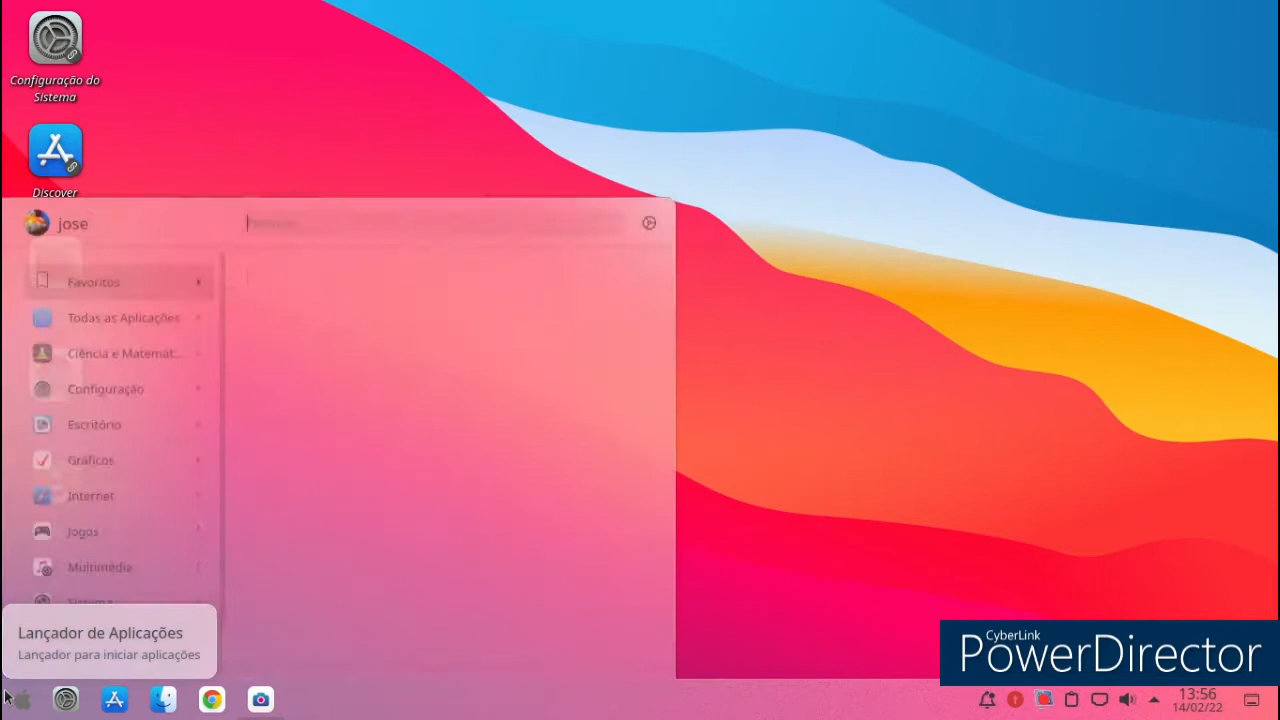 Configuração do
Sistema
Discover
jose
Favoritos
Todas as Aplicações
Ciência e Matemát...
Configuração
Escritório
Gráficos
Internet
Jogos
Multimédia
Sistema
Lançador de Aplicações
Lançador para iniciar aplicações
CyberLink
PowerDirector
13:56
14/02/22